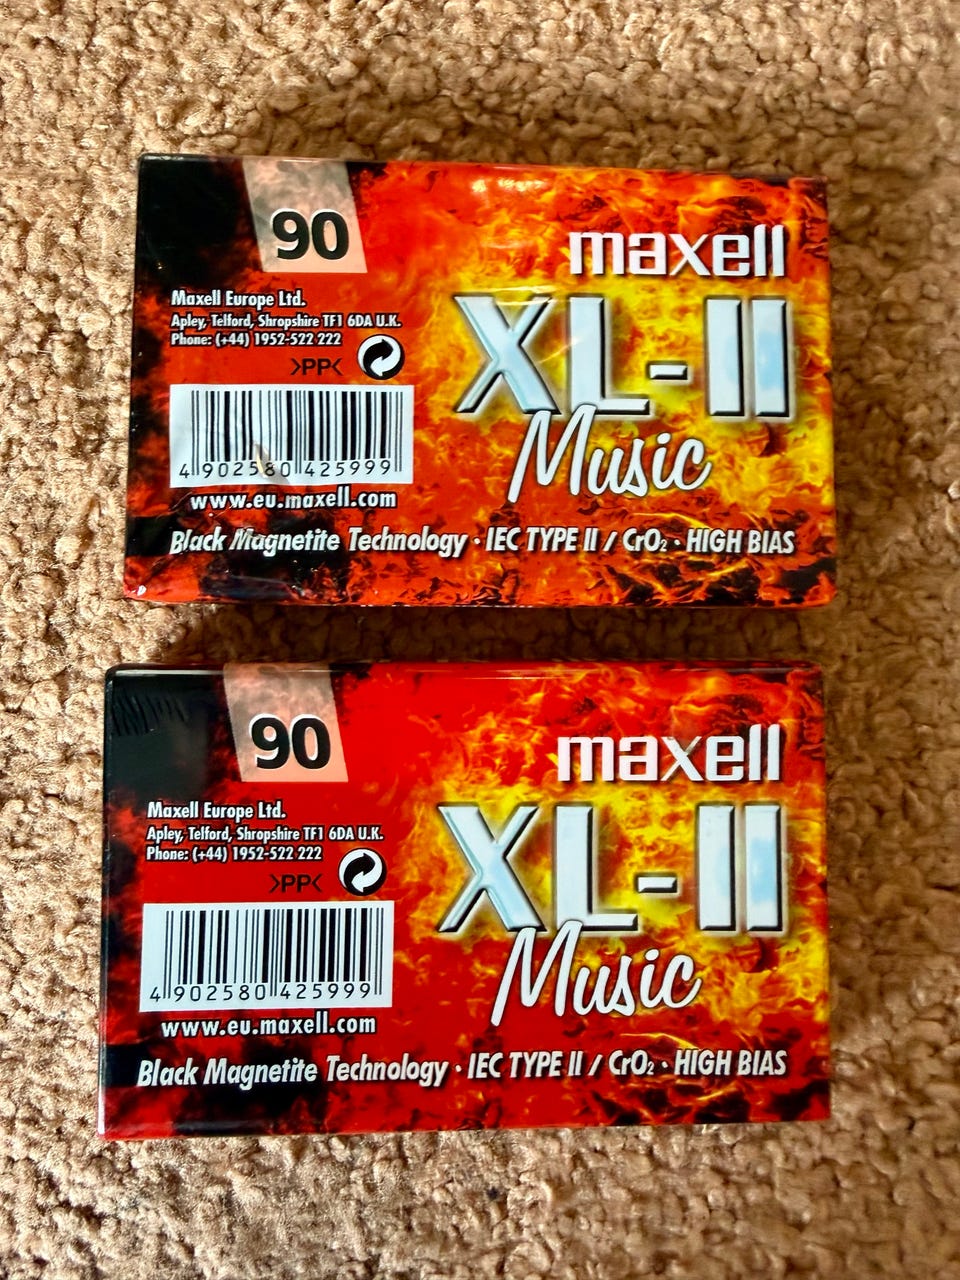 90
maxell
Maxell Europe Ltd.
Apley, Telford, Shropshire TF1 6DA U.K.
Phone: (+44) 1952-522 222
>PP<
XL-II
Music
4 902580 425999
www.eu.maxell.com
Black Magnetite Technology · IEC TYPE II / CrO₂ · HIGH BIAS
90
maxell
Maxell Europe Ltd.
Apley, Telford, Shropshire TF1 6DA U.K.
Phone: (+44) 1952-522 222
>PP<
XL-II
Music
4 902580 425999
www.eu.maxell.com
Black Magnetite Technology · IEC TYPE II / CrO₂ · HIGH BIAS